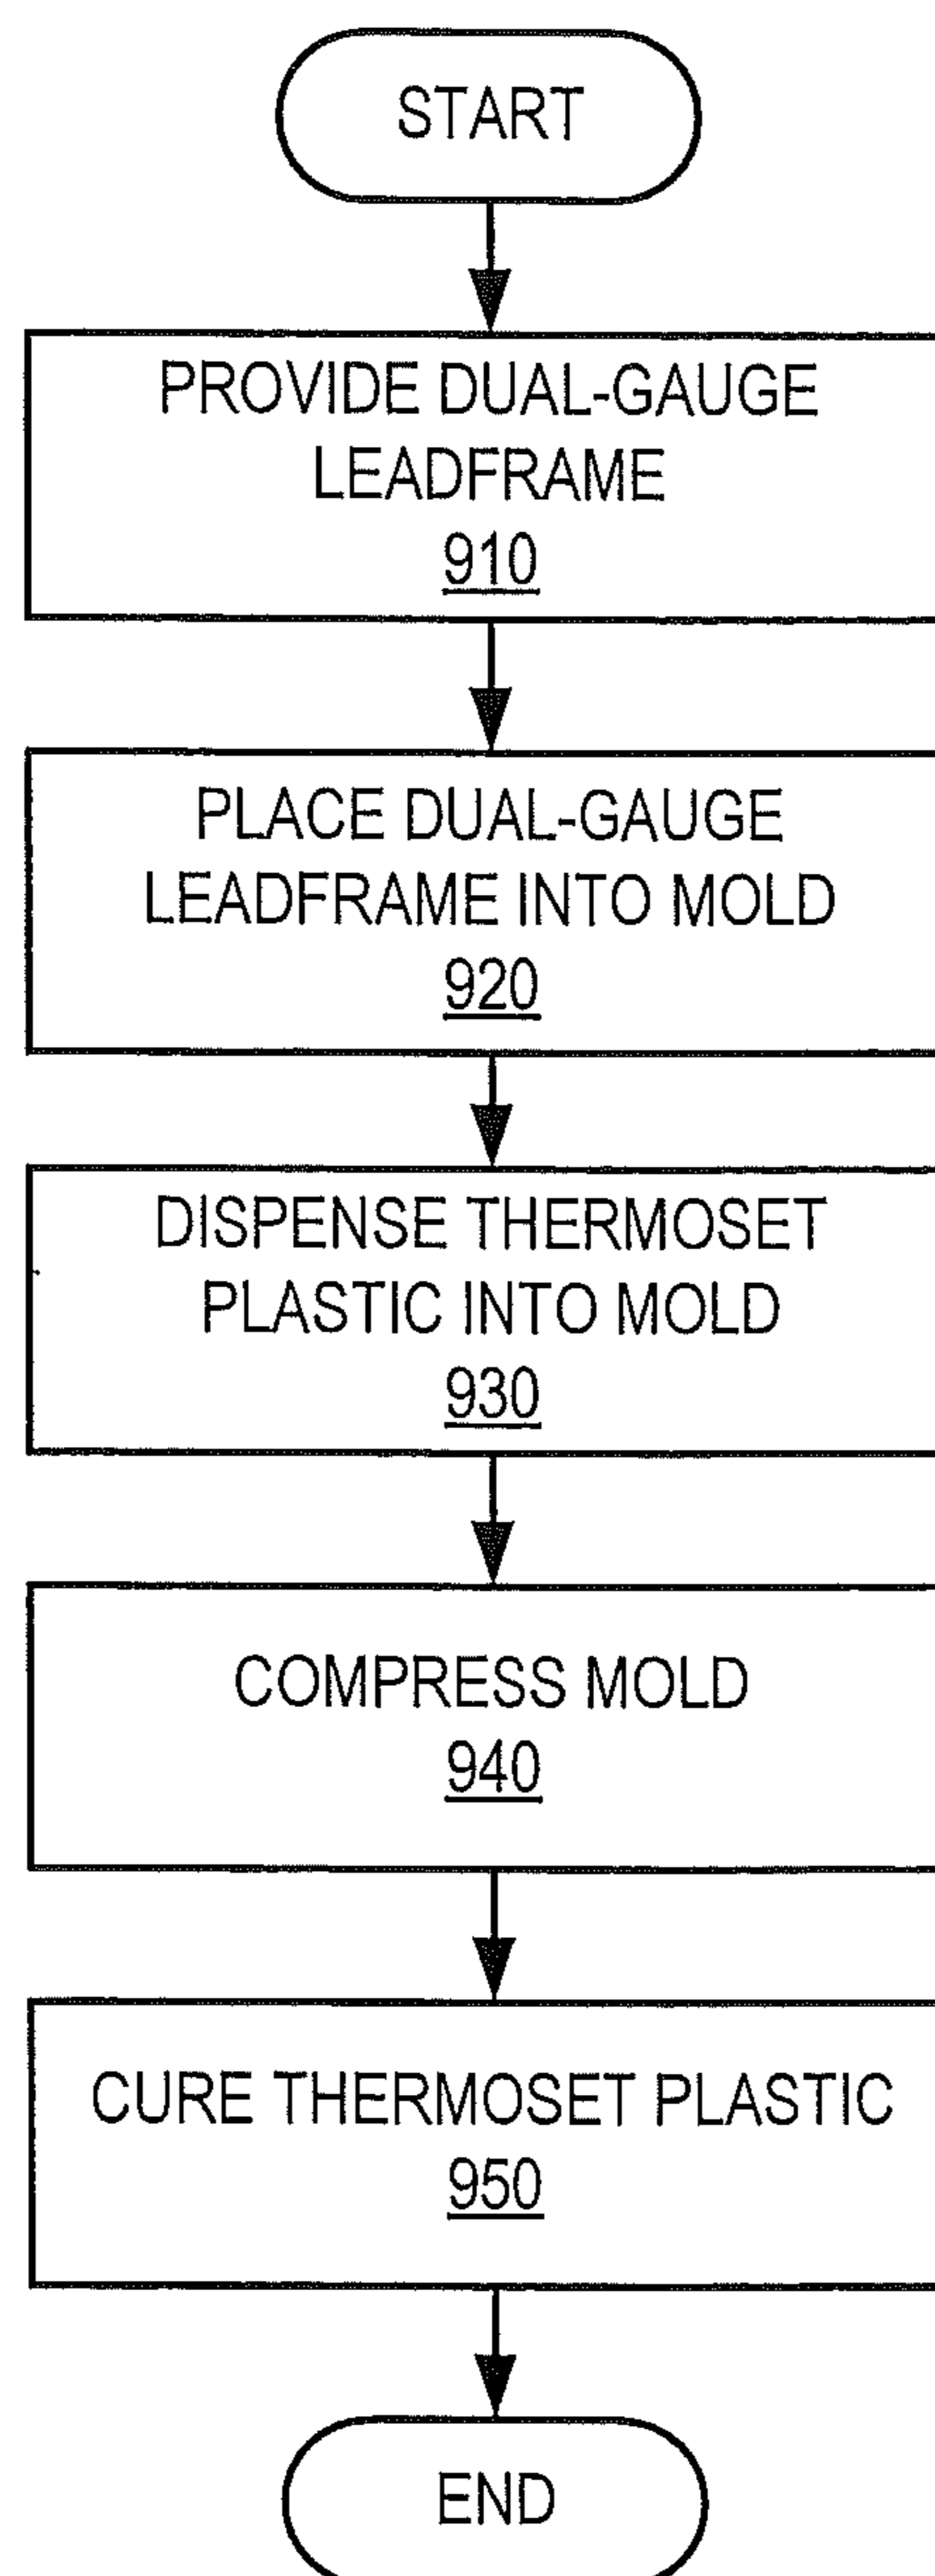 START
PROVIDE DUAL-GAUGE
LEADFRAME
910
PLACE DUAL-GAUGE
LEADFRAME INTO MOLD
920
DISPENSE THERMOSET
PLASTIC INTO MOLD
930
COMPRESS MOLD
940
CURE THERMOSET PLASTIC
950
END